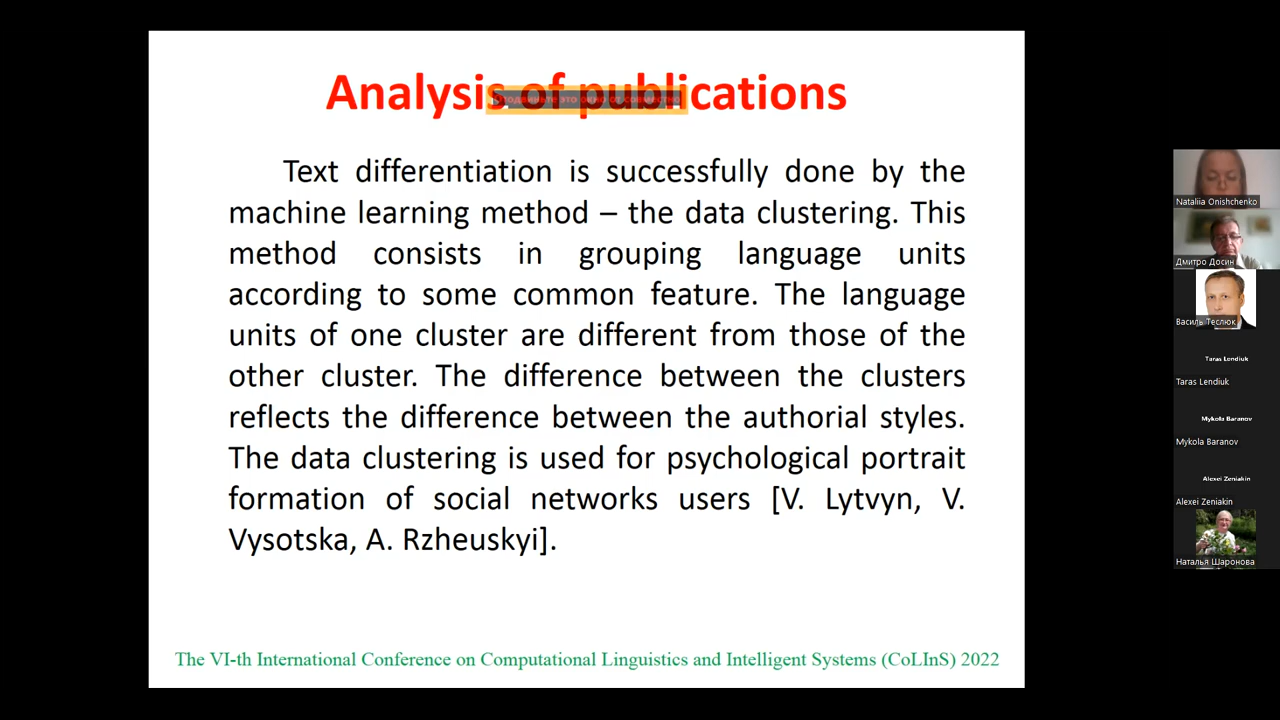 Analysis of publications
Text differentiation is successfully done by the
machine learning method – the data clustering. This
method consists in grouping language units
according to some common feature. The language
units of one cluster are different from those of the
other cluster. The difference between the clusters
reflects the difference between the authorial styles.
The data clustering is used for psychological portrait
formation of social networks users [V. Lytvyn, V.
Vysotska, A. Rzheuskyi].
The VI-th International Conference on Computational Linguistics and Intelligent Systems (CoLInS) 2022
Nataliia Onishchenko
Дмитро Досин
Василь Теслюк
Taras Lendiuk
Taras Lendiuk
Mykola Baranov
Mykola Baranov
Alexei Zeniakin
Alexei Zeniakin
Наталья Шаронова